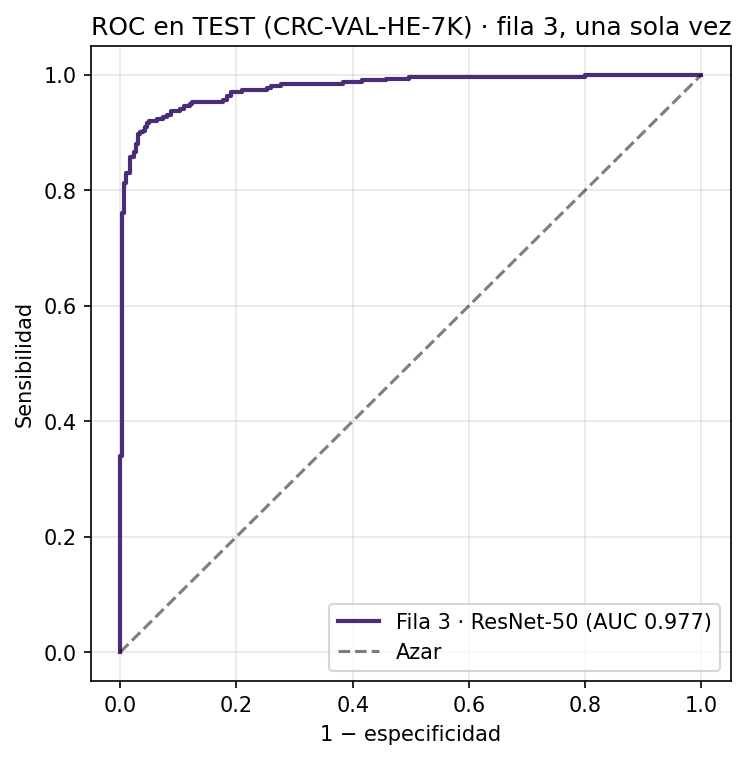 ROC en TEST (CRC-VAL-HE-7K) · fila 3, una sola vez
1.0
0.8
0.6
0.4
0.2
0.0
Sensibilidad
Fila 3 · ResNet-50 (AUC 0.977)
Azar
0.0 0.2 0.4 0.6 0.8 1.0
1 − especificidad